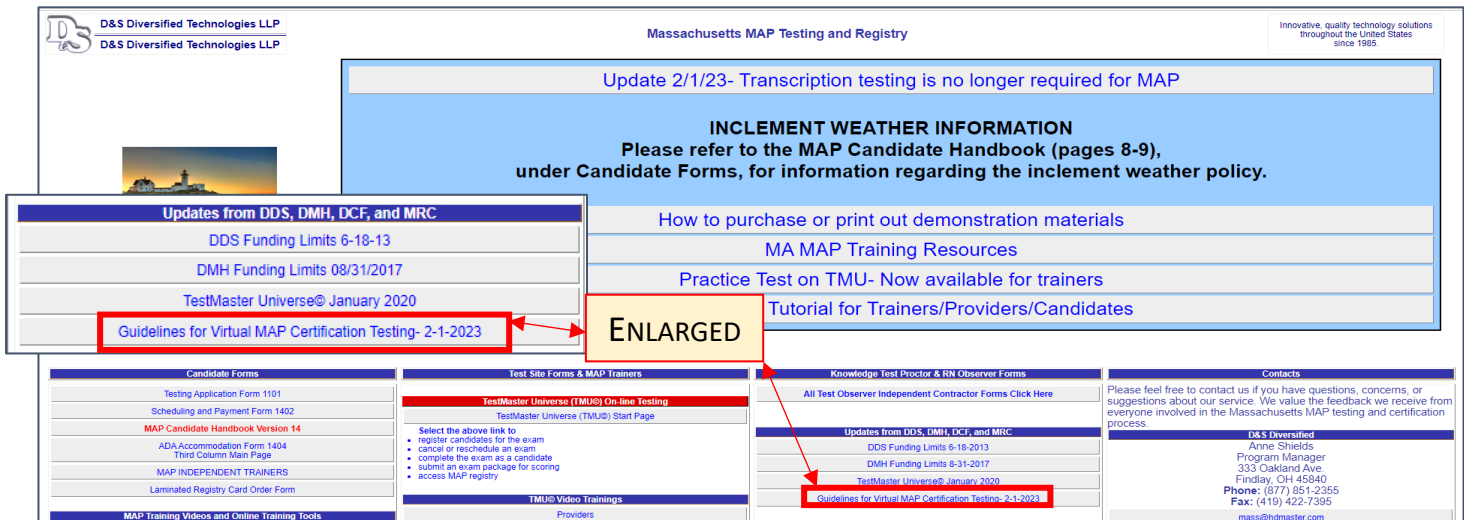 D&S Diversified Technologies LLP
D&S Diversified Technologies LLP
Massachusetts MAP Testing and Registry
Innovative, quality technology solutions
throughout the United States
since 1985.
Update 2/1/23- Transcription testing is no longer required for MAP
INCLEMENT WEATHER INFORMATION
Please refer to the MAP Candidate Handbook (pages 8-9),
under Candidate Forms, for information regarding the inclement weather policy.
How to purchase or print out demonstration materials
MA MAP Training Resources
Practice Test on TMU- Now available for trainers
Tutorial for Trainers/Providers/Candidates
Updates from DDS, DMH, DCF, and MRC
DDS Funding Limits 6-18-13
DMH Funding Limits 08/31/2017
TestMaster Universe© January 2020
Guidelines for Virtual MAP Certification Testing- 2-1-2023
ENLARGED
Candidate Forms
Testing Application Form 1101
Scheduling and Payment Form 1402
MAP Candidate Handbook Version 14
ADA Accommodation Form 1404
Third Column Main Page
MAP INDEPENDENT TRAINERS
Laminated Registry Card Order Form
MAP Training Videos and Online Training Tools
Test Site Forms & MAP Trainers
TestMaster Universe (TMU©) On-line Testing
TestMaster Universe (TMU©) Start Page
Select the above link to
• register candidates for the exam
• cancel or reschedule an exam
• complete the exam as a candidate
• submit an exam package for scoring
• access MAP registry
TMU© Video Trainings
Providers
Knowledge Test Proctor & RN Observer Forms
All Test Observer Independent Contractor Forms Click Here
Updates from DDS, DMH, DCF, and MRC
DDS Funding Limits 6-18-2013
DMH Funding Limits 8-31-2017
TestMaster Universe© January 2020
Guidelines for Virtual MAP Certification Testing- 2-1-2023
Contacts
Please feel free to contact us if you have questions, concerns, or
suggestions about our service. We value the feedback we receive from
everyone involved in the Massachusetts MAP testing and certification
process.
D&S Diversified
Anne Shields
Program Manager
333 Oakland Ave.
Findlay, OH 45840
Phone: (877) 851-2355
Fax: (419) 422-7395
mass@hdmaster.com